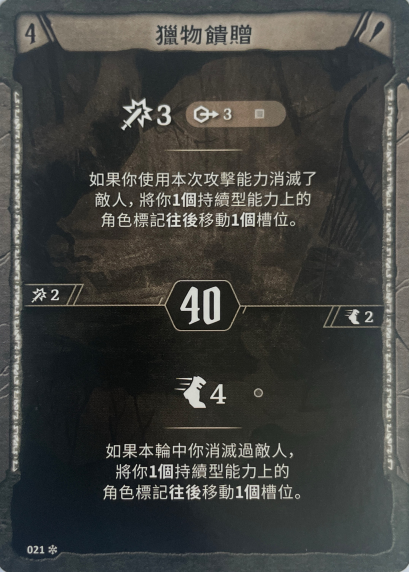 4
獵物饋贈
3
3
如果你使用本次攻擊能力消滅了
敵人，將你1個持續型能力上的
角色標記往後移動1個槽位。
2
40
2
4
如果本輪中你消滅過敵人，
將你1個持續型能力上的
角色標記往後移動1個槽位。
021